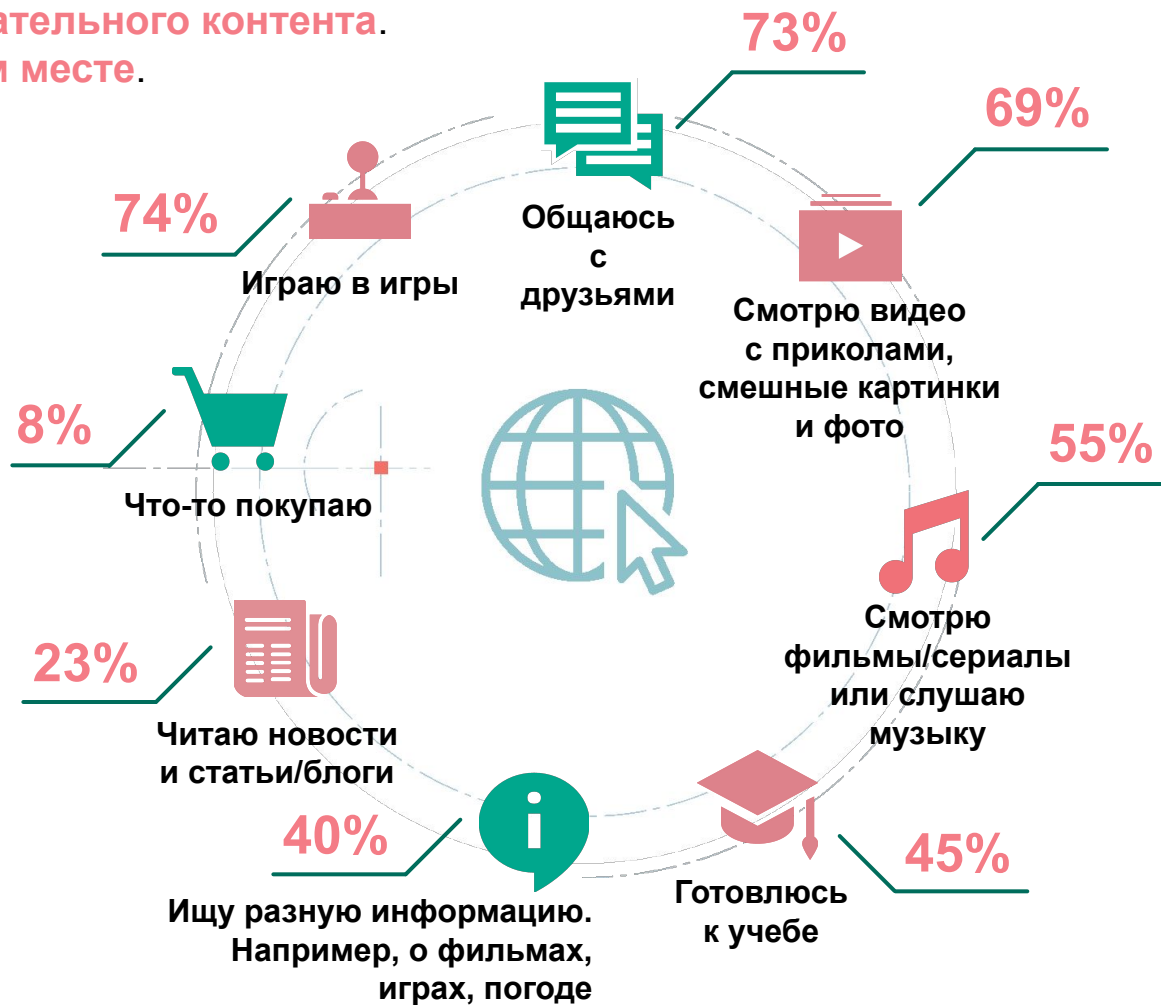 контента.
месте.
73%
Общаюсь
с
друзьями
69%
Смотрю видео
с приколами,
смешные картинки
и фото
55%
Смотрю
фильмы/сериалы
или слушаю
музыку
45%
Готовлюсь
к учебе
40%
Ищу разную информацию.
Например, о фильмах,
играх, погоде
23%
Читаю новости
и статьи/блоги
8%
Что-то покупаю
74%
Играю в игры